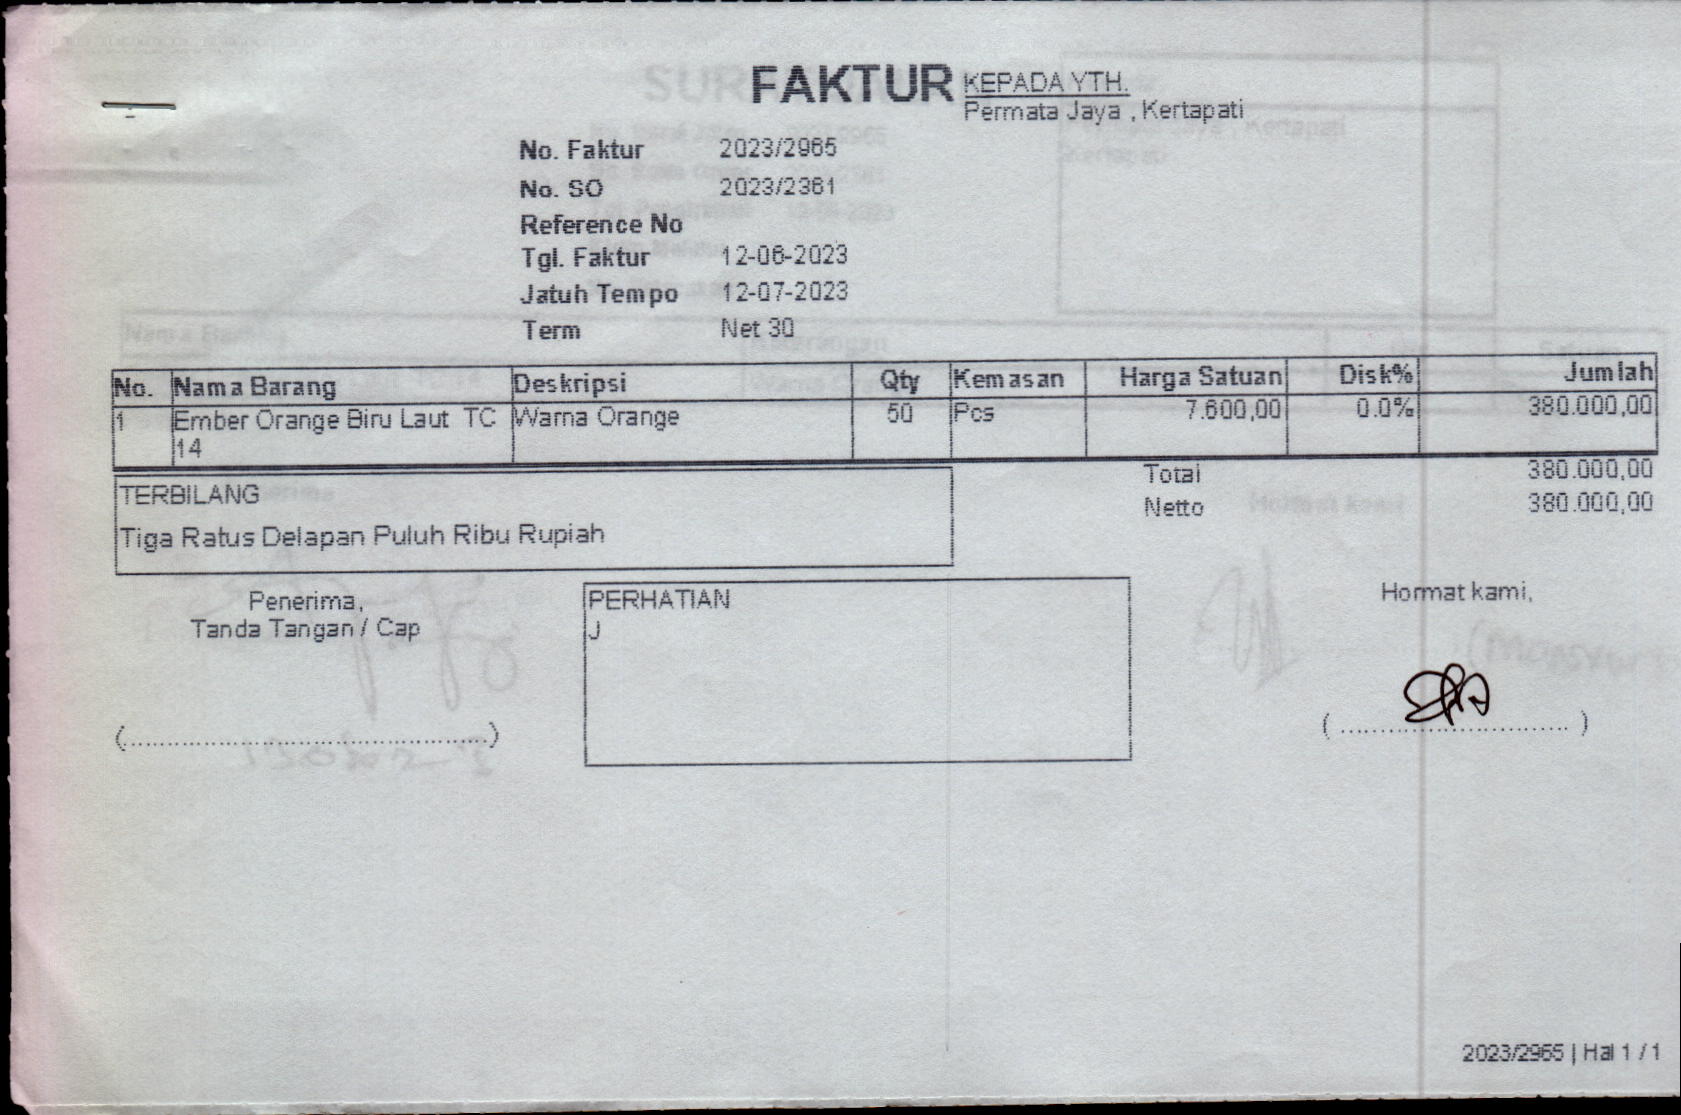 FAKTUR
KEPADA YTH.
Permata Jaya , Kertapati
No. Faktur 2023/2965
No. SO 2023/2361
Reference No
Tgl. Faktur 12-06-2023
Jatuh Tempo 12-07-2023
Term Net 30
No. Nama Barang Deskripsi Qty Kemasan Harga Satuan Disk% Jumlah
1 Ember Orange Biru Laut TC 14 Warna Orange 50 Pcs 7.600,00 0.0% 380.000,00
Total 380.000,00
Netto 380.000,00
TERBILANG
Tiga Ratus Delapan Puluh Ribu Rupiah
Penerima,
Tanda Tangan / Cap
(................................................)
PERHATIAN
J
Hormat kami,
( .............................. )
2023/2965 | Hal 1 / 1